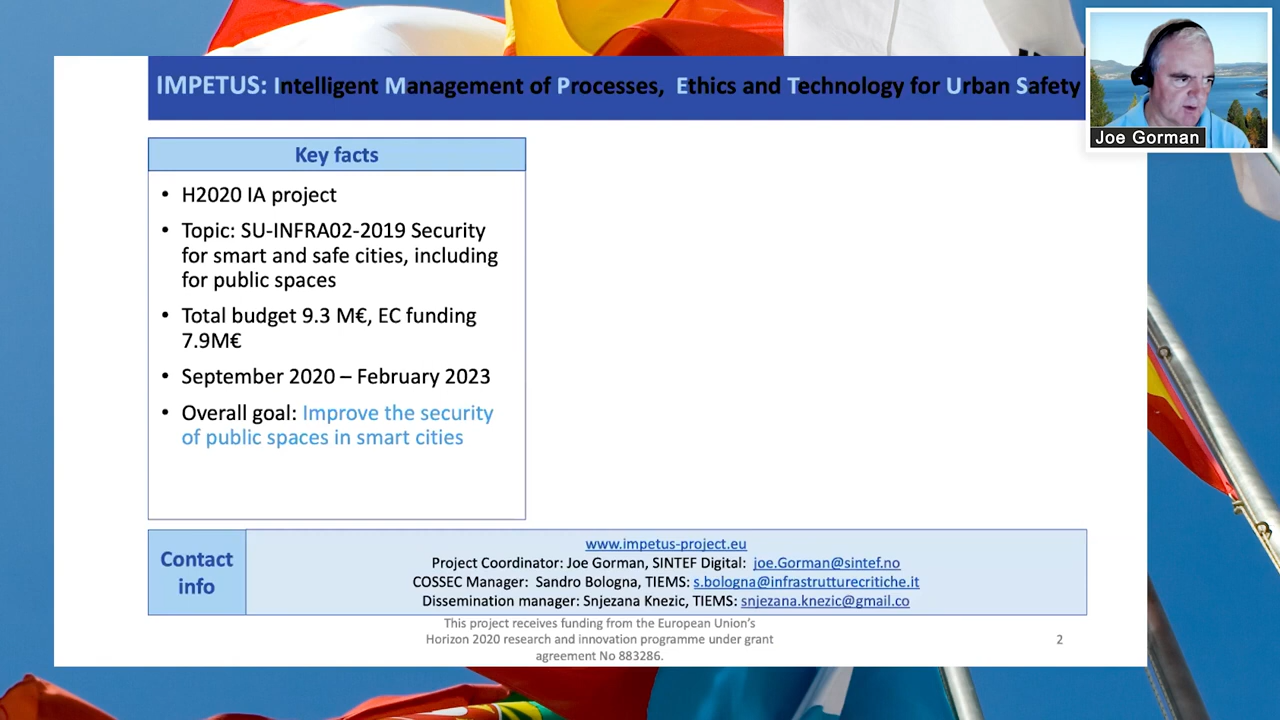 IMPETUS: Intelligent Management of Processes, Ethics and Technology for Urban Safety
Joe Gorman
Key facts
• H2020 IA project
• Topic: SU-INFRA02-2019 Security
for smart and safe cities, including
for public spaces
• Total budget 9.3 M€, EC funding
7.9M€
• September 2020 – February 2023
• Overall goal: Improve the security
of public spaces in smart cities
Contact
info
www.impetus-project.eu
Project Coordinator: Joe Gorman, SINTEF Digital: joe.Gorman@sintef.no
COSSEC Manager: Sandro Bologna, TIEMS: s.bologna@infrastrutturecritiche.it
Dissemination manager: Snjezana Knezic, TIEMS: snjezana.knezic@gmail.co
This project receives funding from the European Union’s
Horizon 2020 research and innovation programme under grant
agreement No 883286.
2